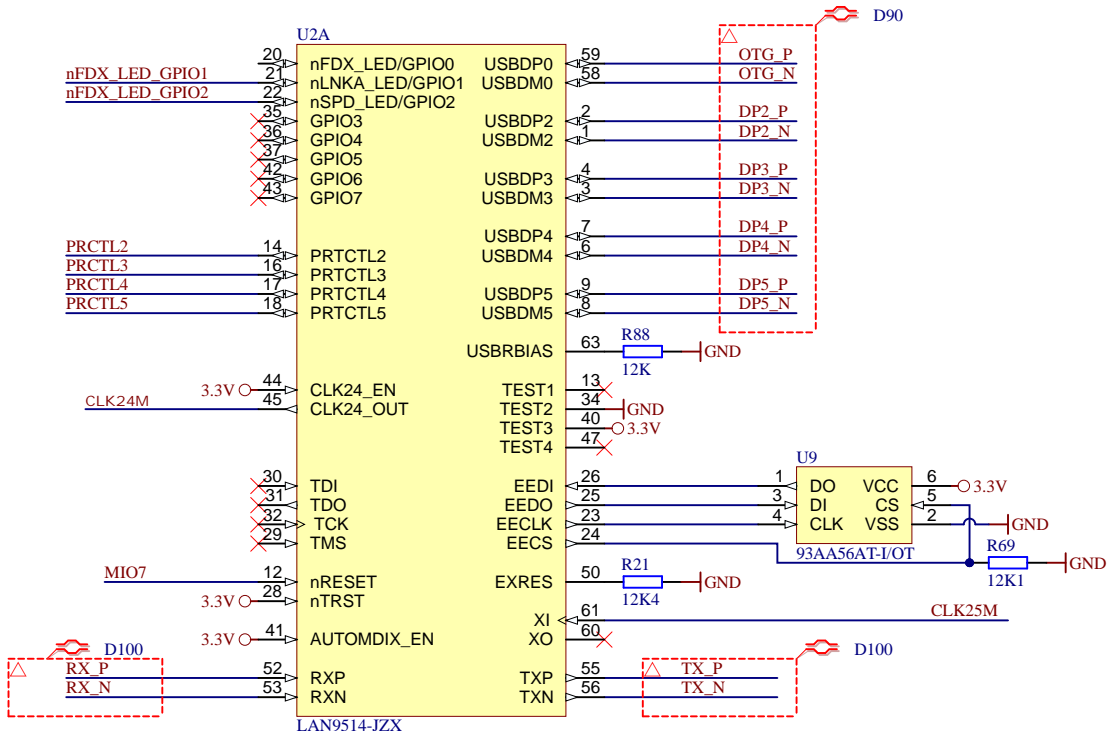 D90
U2A
20 nFDX_LED/GPIO0 USBDP0 59 OTG_P
nFDX_LED_GPIO1 21 nLNKA_LED/GPIO1 USBDM0 58 OTG_N
nFDX_LED_GPIO2 22 nSPD_LED/GPIO2
35 GPIO3 USBDP2 2 DP2_P
36 GPIO4 USBDM2 1 DP2_N
37 GPIO5
42 GPIO6 USBDP3 4 DP3_P
43 GPIO7 USBDM3 3 DP3_N
USBDP4 7 DP4_P
PRCTL2 14 PRTCTL2 USBDM4 6 DP4_N
PRCTL3 16 PRTCTL3
PRCTL4 17 PRTCTL4 USBDP5 9 DP5_P
PRCTL5 18 PRTCTL5 USBDM5 8 DP5_N
R88
USBRBIAS 63 GND
12K
3.3V 44 CLK24_EN TEST1 13
CLK24M 45 CLK24_OUT TEST2 34 GND
TEST3 40 3.3V
TEST4 47
U9
30 TDI EEDI 26 1 DO VCC 6 3.3V
31 TDO EEDO 25 3 DI CS 5
32 TCK EECLK 23 4 CLK VSS 2 GND
29 TMS EECS 24
93AA56AT-I/OT R69
GND
12K1
R21
MIO7 12 nRESET EXRES 50 GND
3.3V 28 nTRST 12K4
XI 61 CLK25M
3.3V 41 AUTOMDIX_EN XO 60
D100 D100
RX_P 52 RXP TXP 55 TX_P
RX_N 53 RXN TXN 56 TX_N
LAN9514-JZX